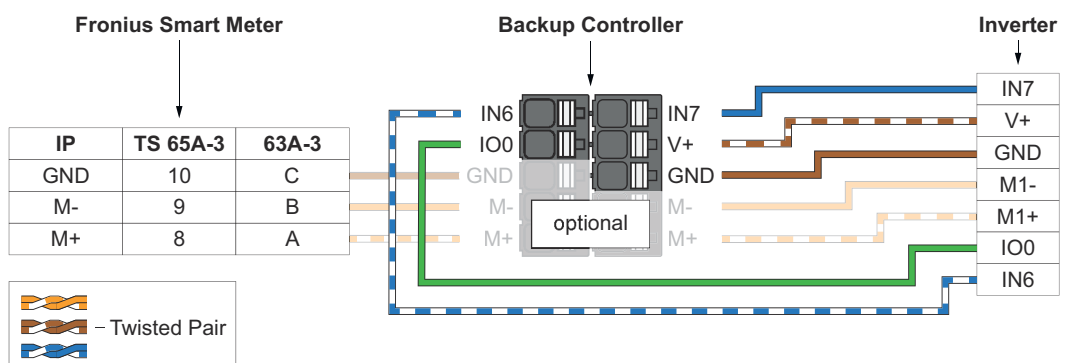 Fronius Smart Meter Backup Controller Inverter
IN6 IN7 IN7
IO0 V+ V+
IP TS 65A-3 63A-3
GND GND GND
GND 10 C
M- M- M1-
M- 9 B
optional
M+ M+ M1+
M+ 8 A
IO0
IN6
– Twisted Pair